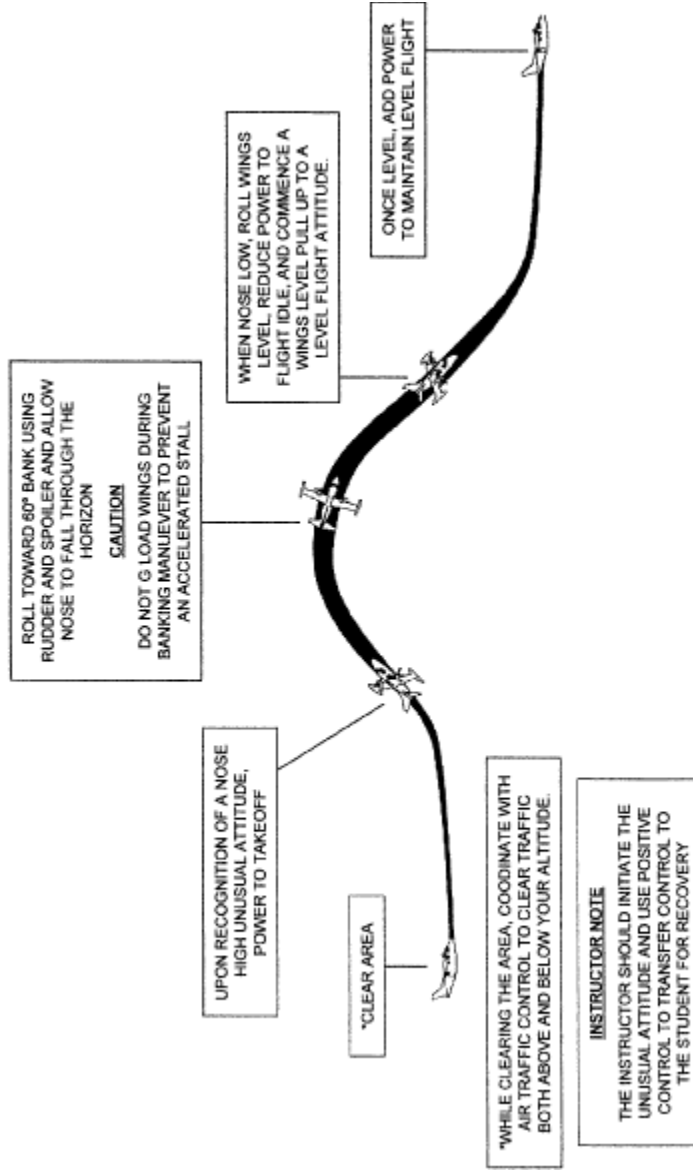 *CLEAR AREA
UPON RECOGNITION OF A NOSE
HIGH UNUSUAL ATTITUDE,
POWER TO TAKEOFF
ROLL TOWARD 60° BANK USING
RUDDER AND SPOILER AND ALLOW
NOSE TO FALL THROUGH THE
HORIZON
CAUTION
DO NOT G LOAD WINGS DURING
BANKING MANUEVER TO PREVENT
AN ACCELERATED STALL
WHEN NOSE LOW, ROLL WINGS
LEVEL, REDUCE POWER TO
FLIGHT IDLE, AND COMMENCE A
WINGS LEVEL PULL UP TO A
LEVEL FLIGHT ATTITUDE.
ONCE LEVEL, ADD POWER
TO MAINTAIN LEVEL FLIGHT
*WHILE CLEARING THE AREA, COODINATE WITH
AIR TRAFFIC CONTROL TO CLEAR TRAFFIC
BOTH ABOVE AND BELOW YOUR ALTITUDE.
INSTRUCTOR NOTE
THE INSTRUCTOR SHOULD INITIATE THE
UNUSUAL ATTITUDE AND USE POSITIVE
CONTROL TO TRANSFER CONTROL TO
THE STUDENT FOR RECOVERY